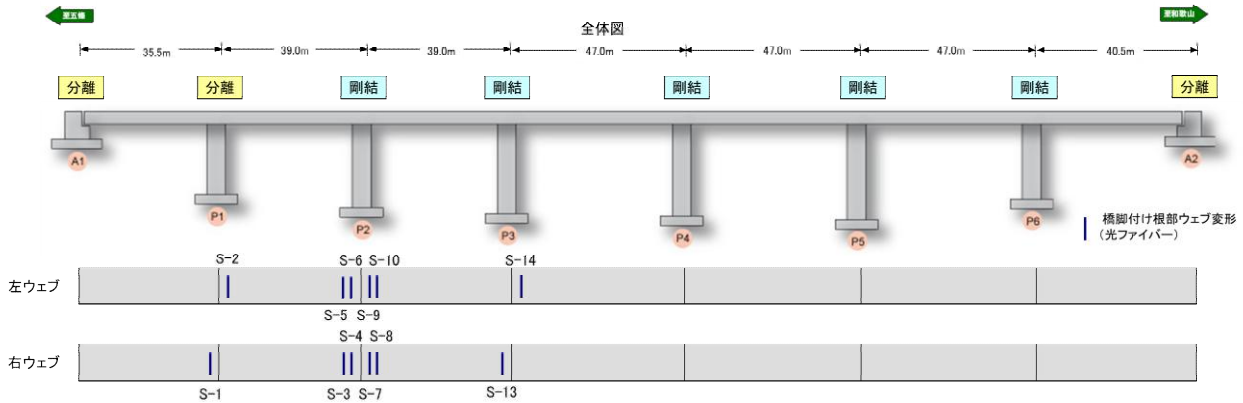 至五條
至和歌山
全体図
35.5m 39.0m 39.0m 47.0m 47.0m 47.0m 40.5m
分離 分離 剛結 剛結 剛結 剛結 剛結 分離
A1 P1 P2 P3 P4 P5 P6 A2
橋脚付け根部ウェブ変形
(光ファイバー)
S-2 S-6 S-10 S-14
左ウェブ
S-5 S-9
S-4 S-8
右ウェブ
S-1 S-3 S-7 S-13